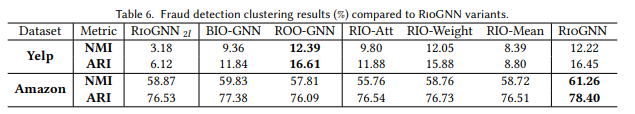 Table 6. Fraud detection clustering results (%) compared to RioGNN variants.
Dataset Metric RioGNN 2l BIO-GNN ROO-GNN RIO-Att RIO-Weight RIO-Mean RioGNN
Yelp NMI 3.18 9.36 12.39 9.80 12.05 8.39 12.22
ARI 6.12 11.84 16.61 11.88 15.88 8.80 16.45
Amazon NMI 58.87 59.83 57.81 55.76 58.76 58.72 61.26
ARI 76.53 77.38 76.09 76.54 76.73 76.51 78.40